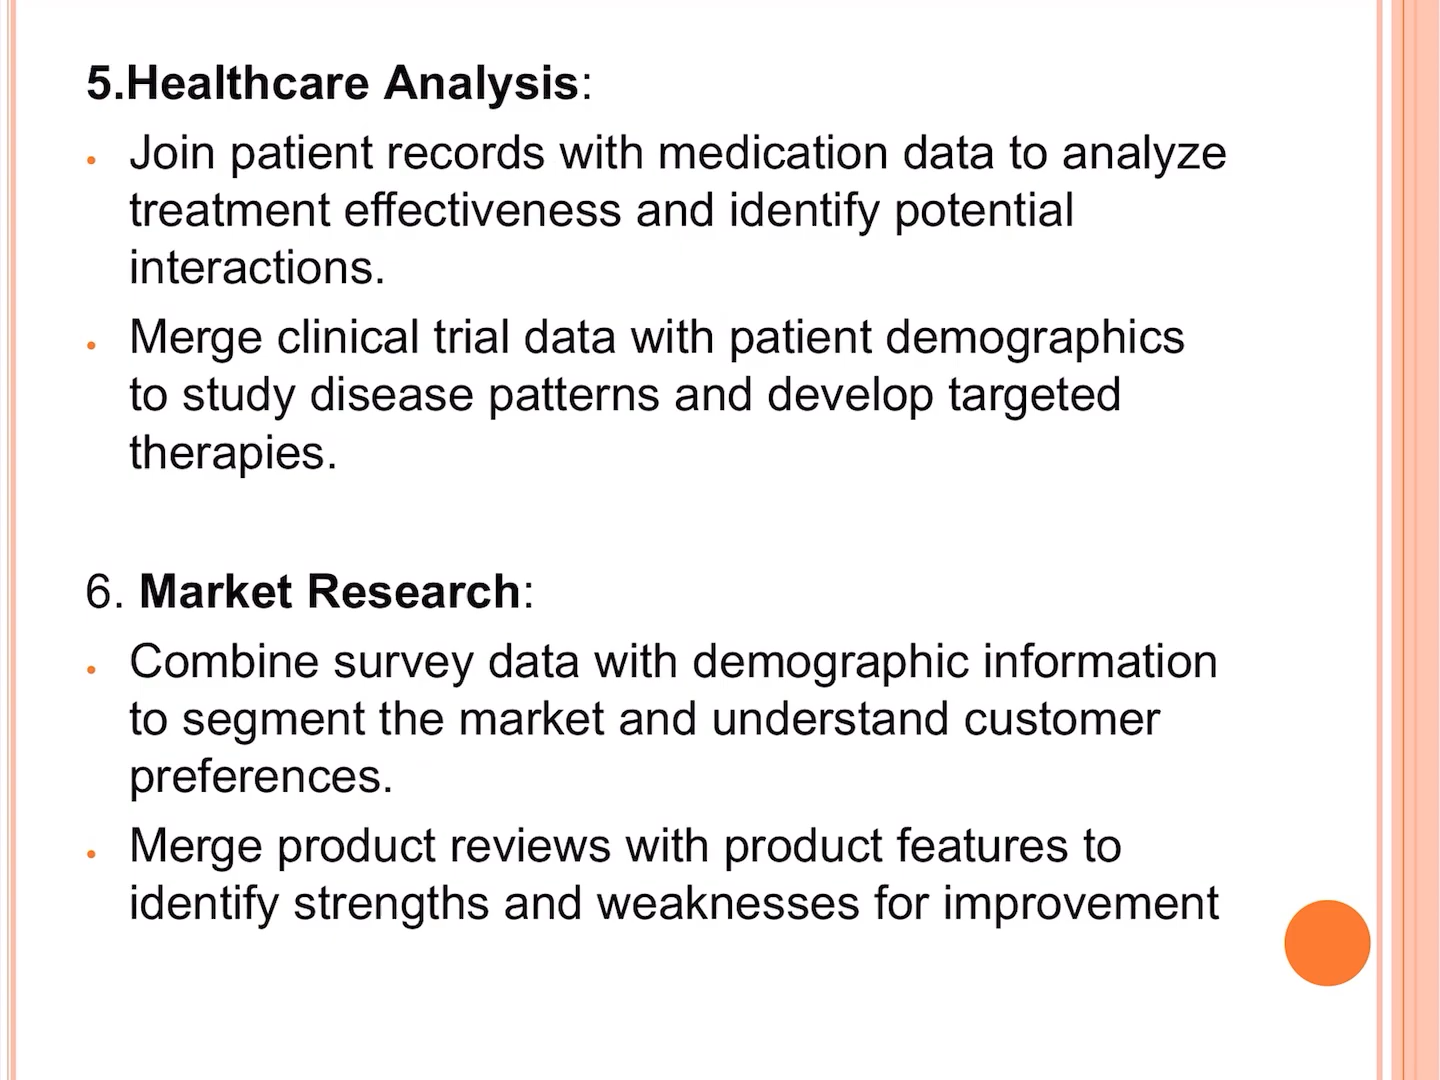 5.Healthcare Analysis:
• Join patient records with medication data to analyze
treatment effectiveness and identify potential
interactions.
• Merge clinical trial data with patient demographics
to study disease patterns and develop targeted
therapies.
6. Market Research:
• Combine survey data with demographic information
to segment the market and understand customer
preferences.
• Merge product reviews with product features to
identify strengths and weaknesses for improvement